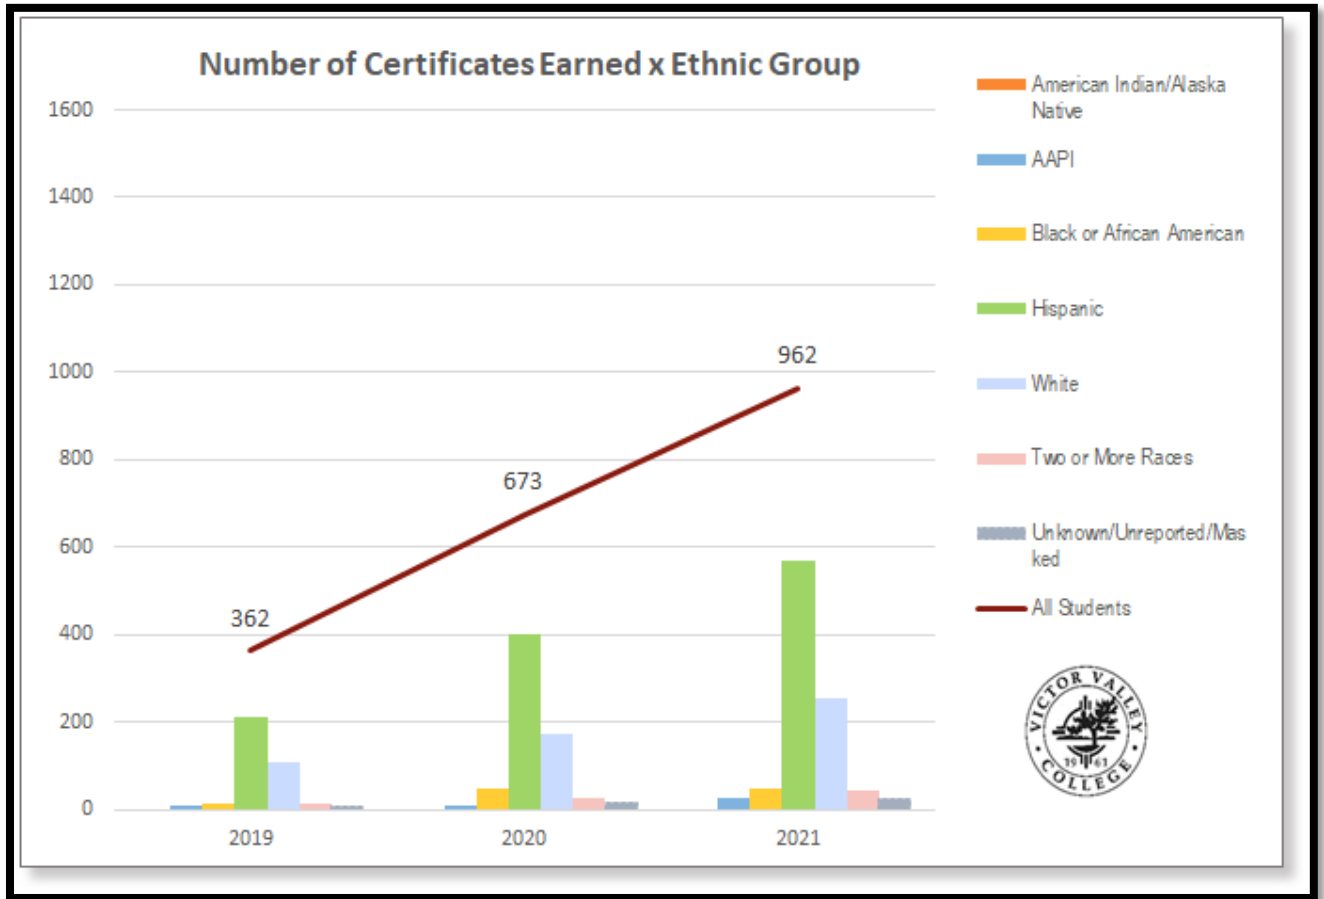 Number of Certificates Earned x Ethnic Group
1600
1400
1200
1000
800
600
400
200
0
362
673
962
2019
2020
2021
American Indian/Alaska
Native
AAPI
Black or African American
Hispanic
White
Two or More Races
Unknown/Unreported/Mas
ked
All Students
VICTOR VALLEY
1961
COLLEGE